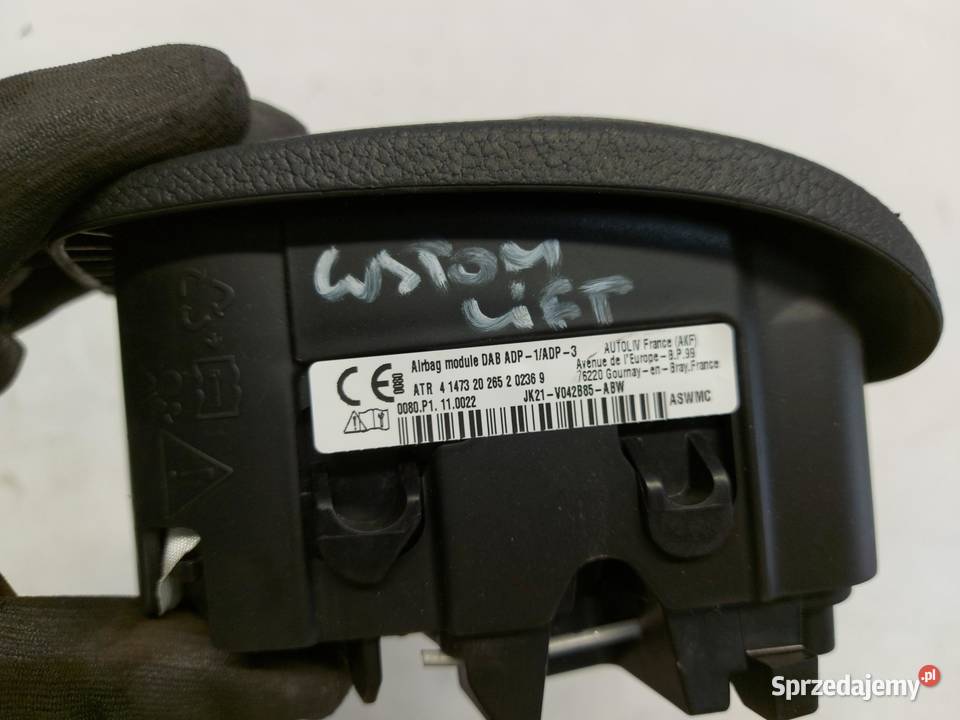 CUSTOM
LIFT
CE 0080
Airbag module DAB ADP-1/ADP-3
ATR 4 1473 20 265 2 0236 9
0080.P1. 11.0022
AUTOLIV France (AKF)
Avenue de l'Europe - B.P.99
76220 Gournay-en-Bray.France
JK21-V042B85-ABW
ASWMC
Sprzedajemy.pl